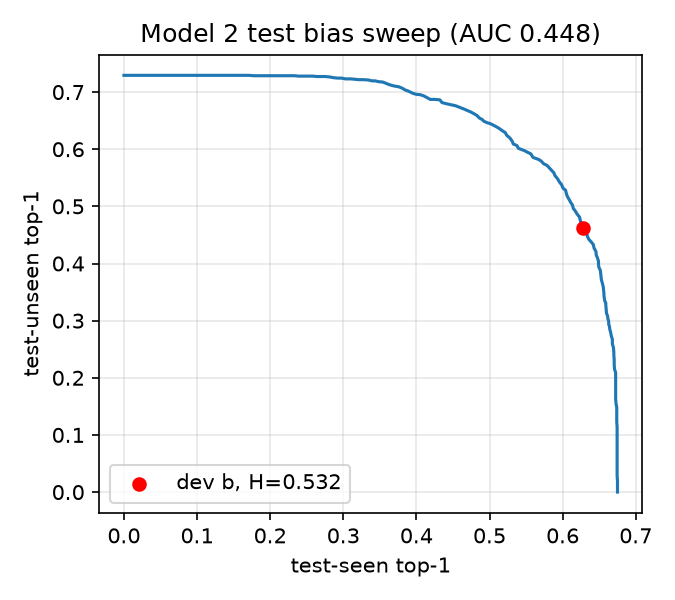 Model 2 test bias sweep (AUC 0.448)
test-unseen top-1
0.7
0.6
0.5
0.4
0.3
0.2
0.1
0.0
dev b, H=0.532
0.0 0.1 0.2 0.3 0.4 0.5 0.6 0.7
test-seen top-1